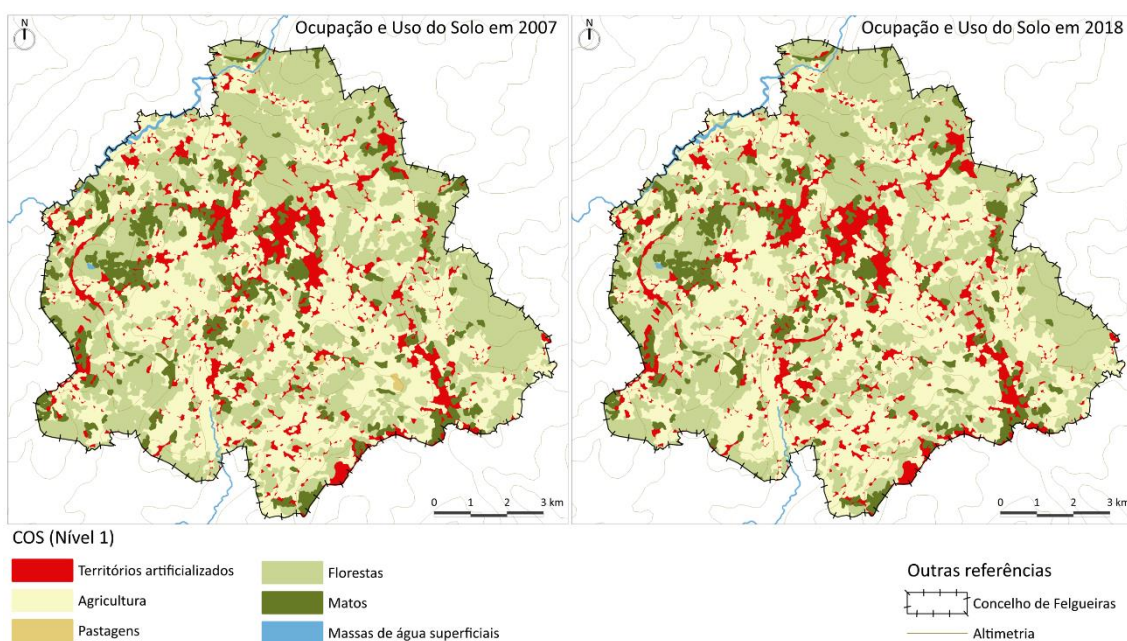 N
Ocupação e Uso do Solo em 2007
N
Ocupação e Uso do Solo em 2018
0 1 2 3 km
0 1 2 3 km
COS (Nível 1)
Territórios artificializados
Agricultura
Pastagens
Florestas
Matos
Massas de água superficiais
Outras referências
Concelho de Felgueiras
Altimetria